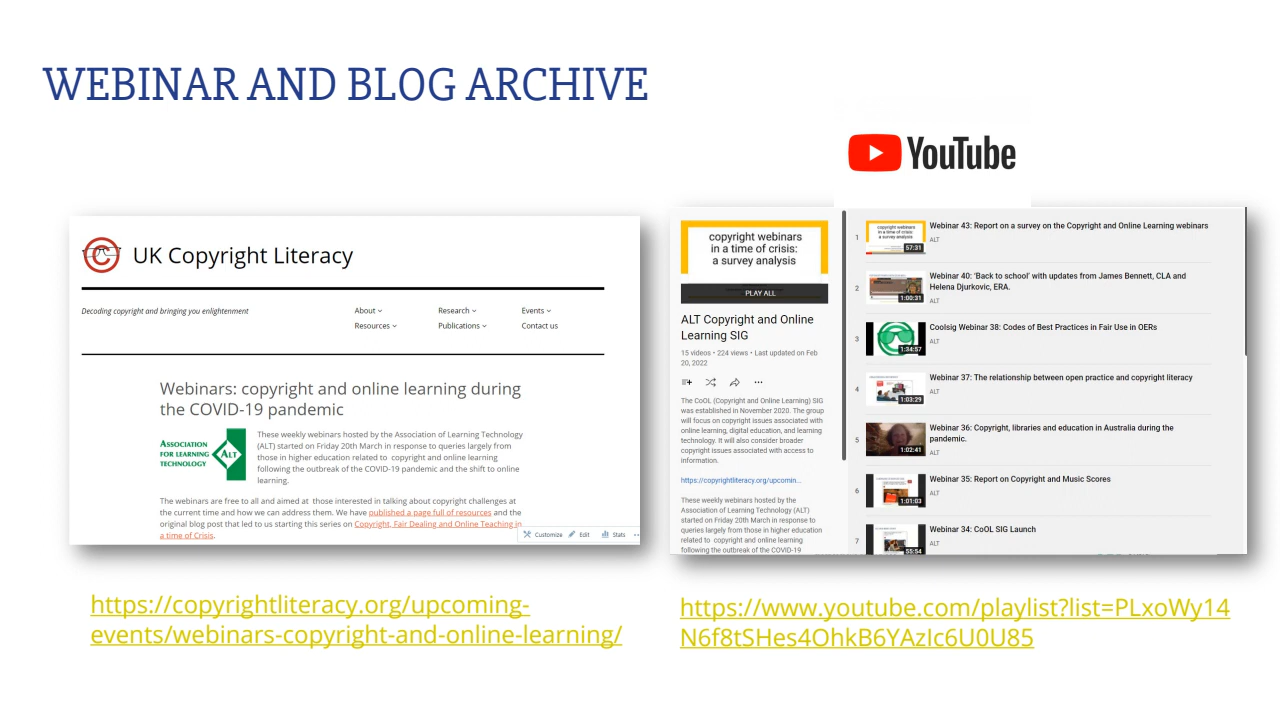 WEBINAR AND BLOG ARCHIVE
YouTube
UK Copyright Literacy
Decoding copyright and bringing you enlightenment
About
Research
Events
Resources
Publications
Contact us
Webinars: copyright and online learning during
the COVID-19 pandemic
ASSOCIATION
FOR LEARNING
TECHNOLOGY
ALT
These weekly webinars hosted by the Association of Learning Technology
(ALT) started on Friday 20th March in response to queries largely from
those in higher education related to copyright and online learning
following the outbreak of the COVID-19 pandemic and the shift to online
learning.
The webinars are free to all and aimed at those interested in talking about copyright challenges at
the current time and how we can address them. We have published a page full of resources and the
original blog post that led to us starting this series on Copyright, Fair Dealing and Online Teaching in
a time of Crisis.
Customize
Edit
Stats
https://copyrightliteracy.org/upcoming-
events/webinars-copyright-and-online-learning/
copyright webinars
in a time of crisis:
a survey analysis
PLAY ALL
ALT Copyright and Online
Learning SIG
15 videos • 224 views • Last updated on Feb
20, 2022
The CoOL (Copyright and Online Learning) SIG
was established in November 2020. The group
will focus on copyright issues associated with
online learning, digital education, and learning
technology. It will also consider broader
copyright issues associated with access to
information.
https://copyrightliteracy.org/upcomin...
These weekly webinars hosted by the
Association of Learning Technology (ALT)
started on Friday 20th March in response to
queries largely from those in higher education
related to copyright and online learning
following the outbreak of the COVID-19
1
copyright webinars
in a time of crisis:
a survey analysis
57:31
Webinar 43: Report on a survey on the Copyright and Online Learning webinars
ALT
2
1:00:31
Webinar 40: 'Back to school' with updates from James Bennett, CLA and
Helena Djurkovic, ERA.
ALT
3
1:34:57
Coolsig Webinar 38: Codes of Best Practices in Fair Use in OERs
ALT
4
1:03:29
Webinar 37: The relationship between open practice and copyright literacy
ALT
5
1:02:41
Webinar 36: Copyright, libraries and education in Australia during the
pandemic.
ALT
6
1:01:03
Webinar 35: Report on Copyright and Music Scores
ALT
7
55:54
Webinar 34: CoOL SIG Launch
ALT
https://www.youtube.com/playlist?list=PLxoWy14
N6f8tSHes4OhkB6YAzIc6U0U85